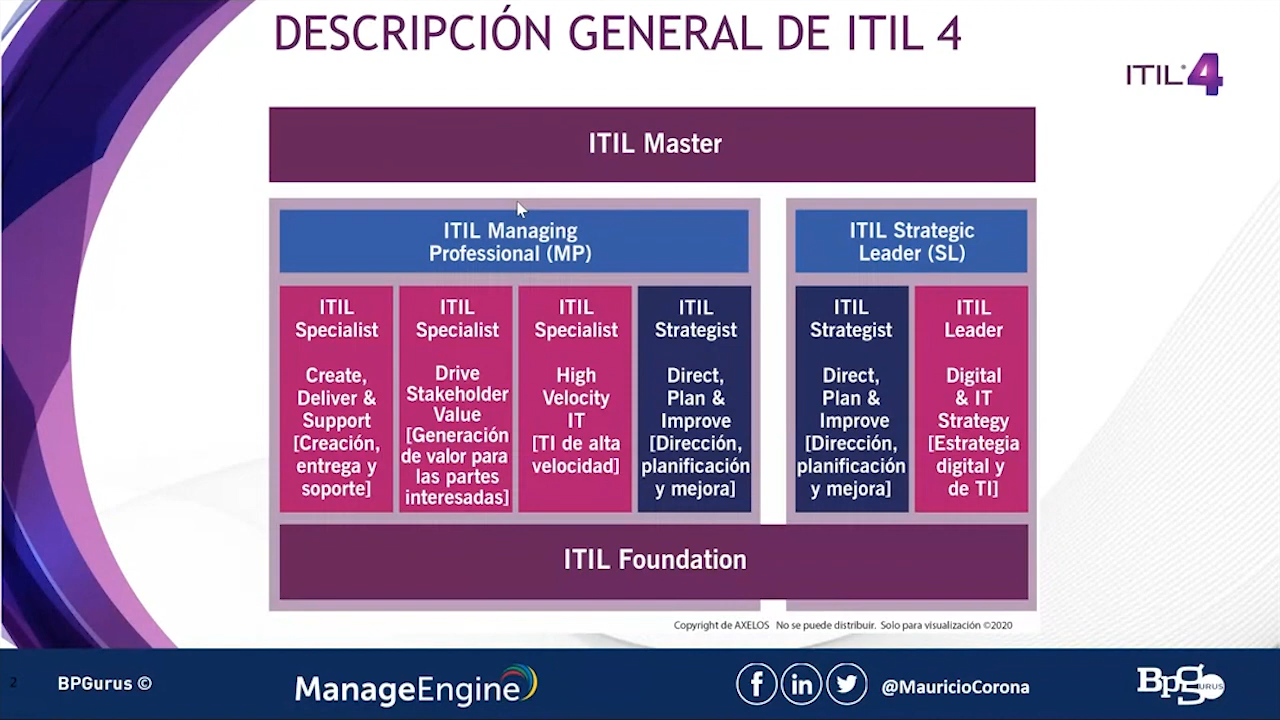 DESCRIPCIÓN GENERAL DE ITIL 4
ITIL® 4
ITIL Master
ITIL Managing
Professional (MP)
ITIL Strategic
Leader (SL)
ITIL
Specialist
Create,
Deliver &
Support
[Creación,
entrega y
soporte]
ITIL
Specialist
Drive
Stakeholder
Value
[Generación
de valor para
las partes
interesadas]
ITIL
Specialist
High
Velocity
IT
[TI de alta
velocidad]
ITIL
Strategist
Direct,
Plan &
Improve
[Dirección,
planificación
y mejora]
ITIL
Strategist
Direct,
Plan &
Improve
[Dirección,
planificación
y mejora]
ITIL
Leader
Digital
& IT
Strategy
[Estrategia
digital y
de TI]
ITIL Foundation
Copyright de AXELOS No se puede distribuir. Solo para visualización ©2020
2
BPGurus ©
ManageEngine
f in
@MauricioCorona
BpGurus